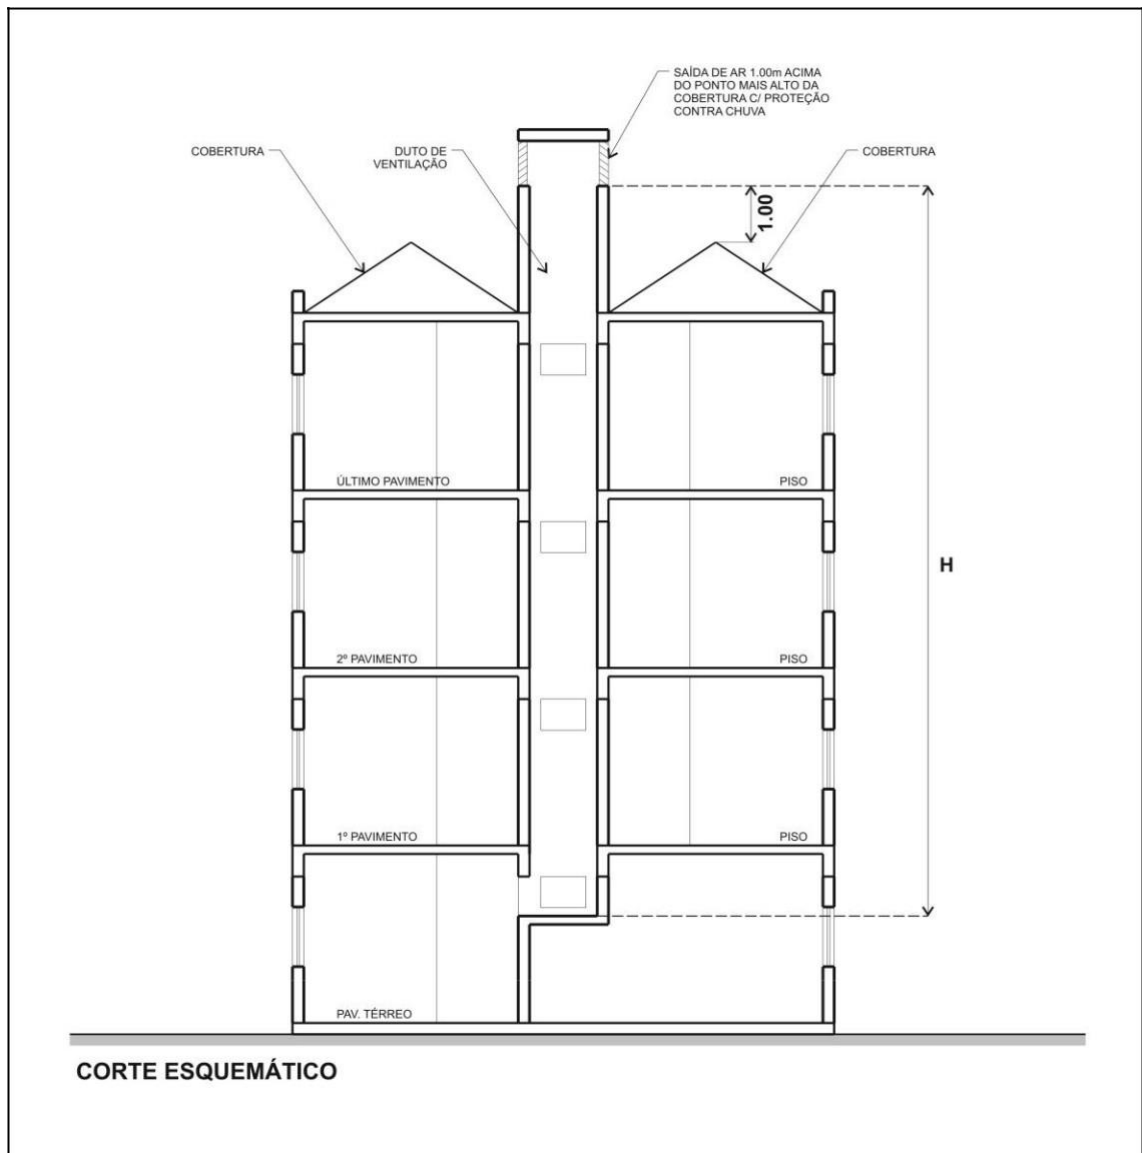 SAÍDA DE AR 1.00m ACIMA
DO PONTO MAIS ALTO DA
COBERTURA C/ PROTEÇÃO
CONTRA CHUVA
COBERTURA
DUTO DE
VENTILAÇÃO
COBERTURA
1.00
ÚLTIMO PAVIMENTO
PISO
H
2º PAVIMENTO
PISO
1º PAVIMENTO
PISO
PAV. TÉRREO
CORTE ESQUEMÁTICO